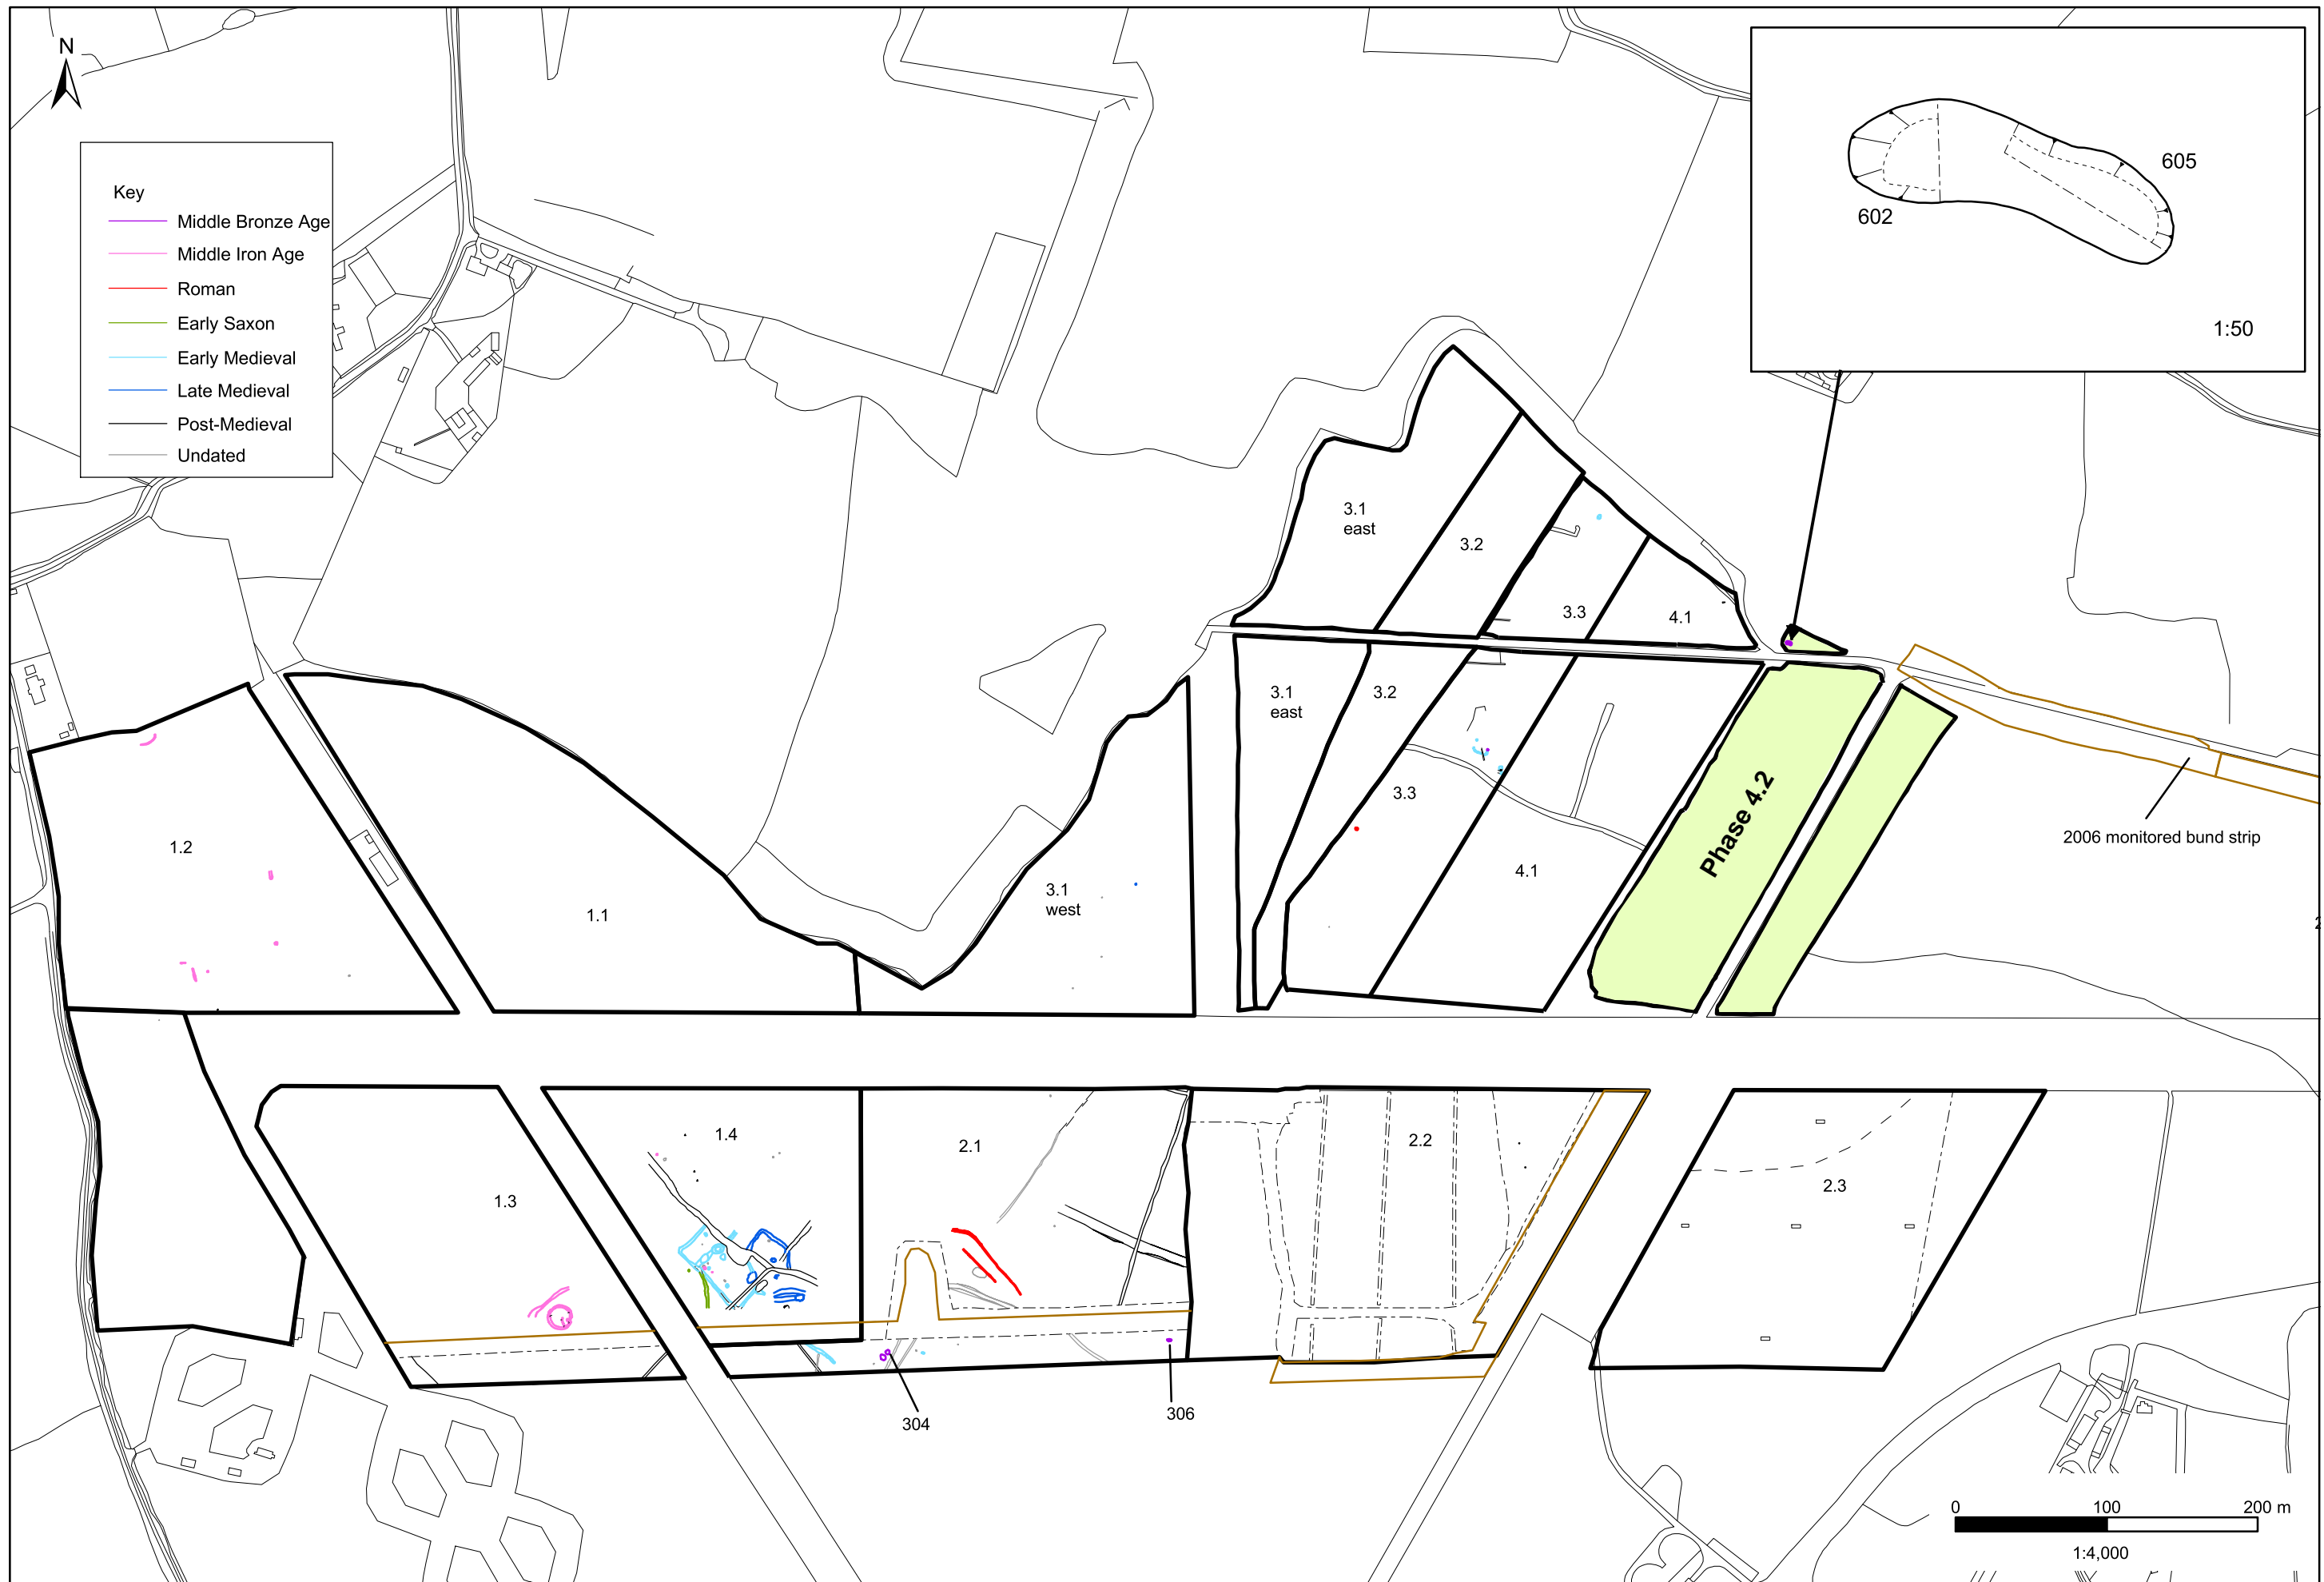 N
Key
Middle Bronze Age
Middle Iron Age
Roman
Early Saxon
Early Medieval
Late Medieval
Post-Medieval
Undated
605
602
1:50
3.1
east
3.2
3.3
4.1
3.1
east
3.2
3.3
4.1
Phase 4.2
2006 monitored bund strip
1.2
1.1
3.1
west
1.3
1.4
2.1
2.2
2.3
304
306
0 100 200 m
1:4,000